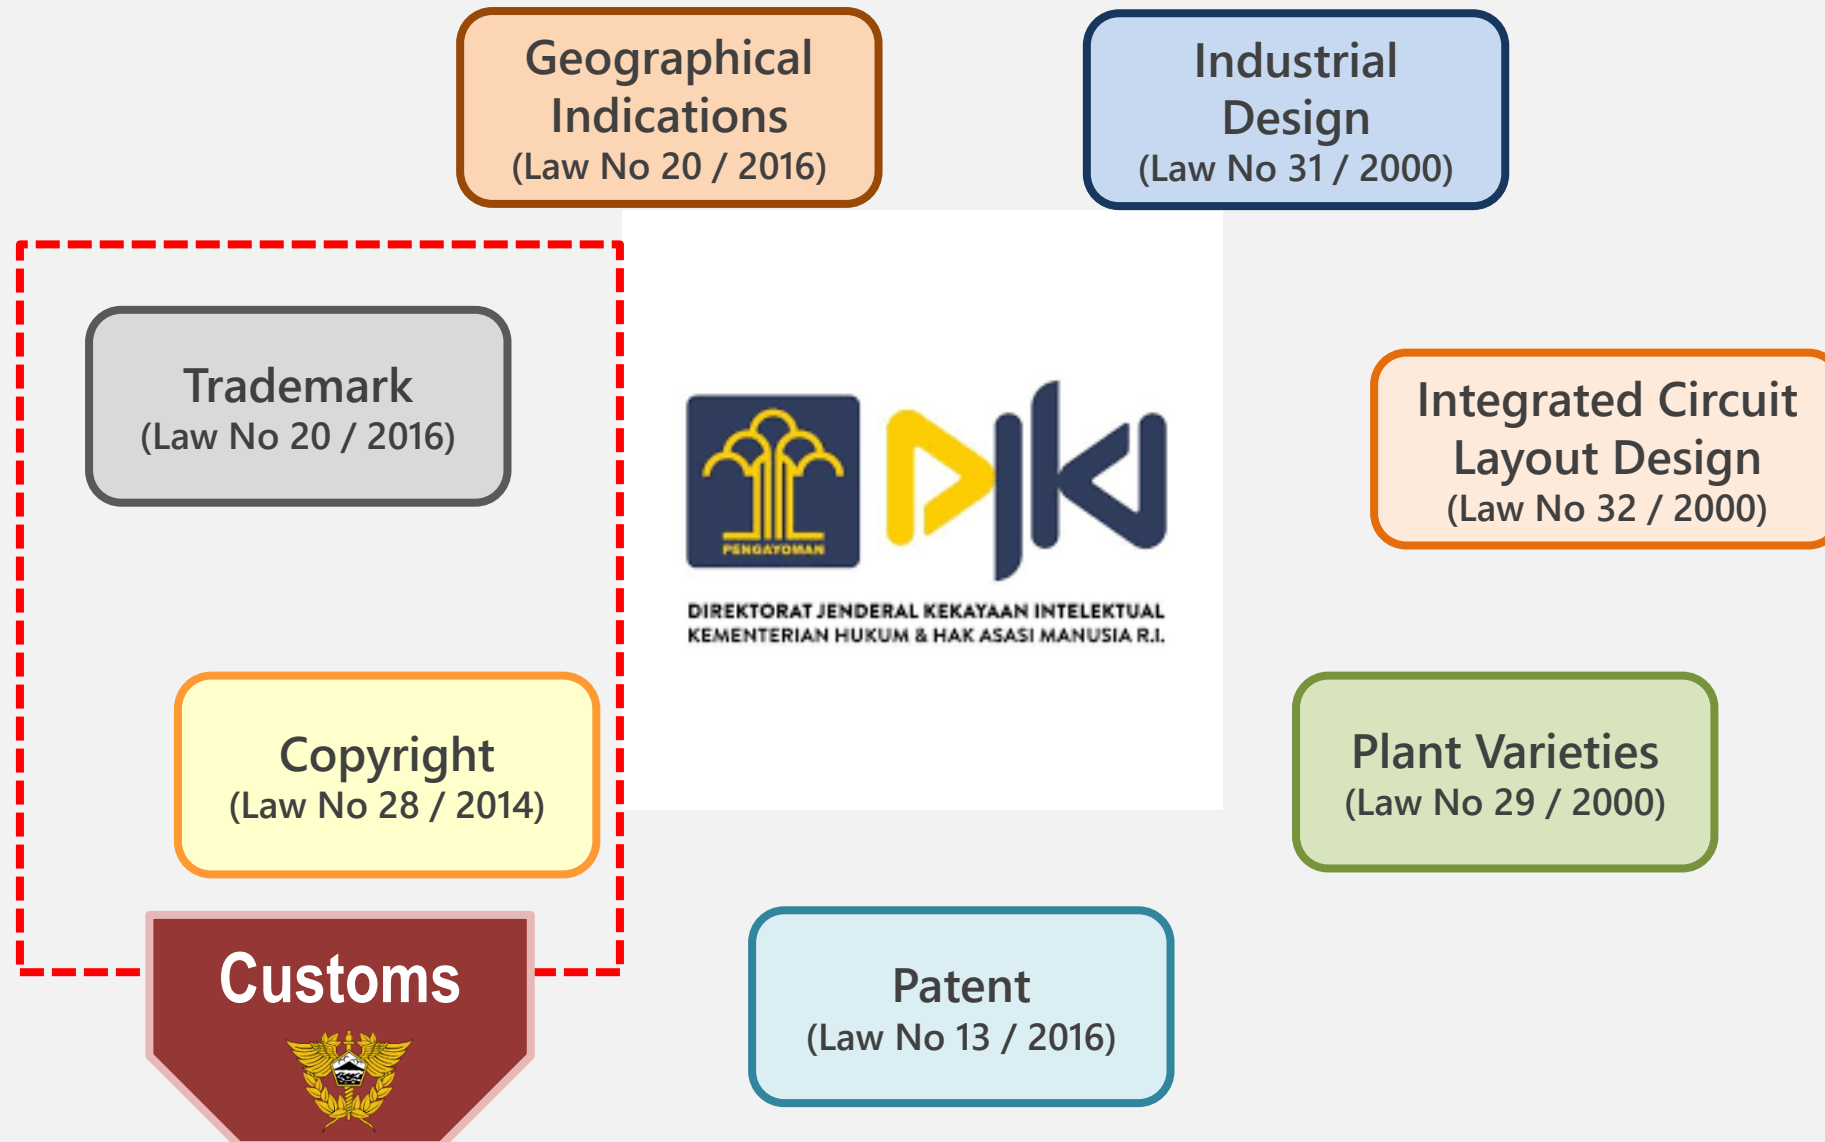 Geographical
Indications
(Law No 20 / 2016)
Industrial
Design
(Law No 31 / 2000)
Trademark
(Law No 20 / 2016)
Integrated Circuit
Layout Design
(Law No 32 / 2000)
PENGAYOMAN
DJKI
DIREKTORAT JENDERAL KEKAYAAN INTELEKTUAL
KEMENTERIAN HUKUM & HAK ASASI MANUSIA R.I.
Copyright
(Law No 28 / 2014)
Plant Varieties
(Law No 29 / 2000)
Customs
Patent
(Law No 13 / 2016)